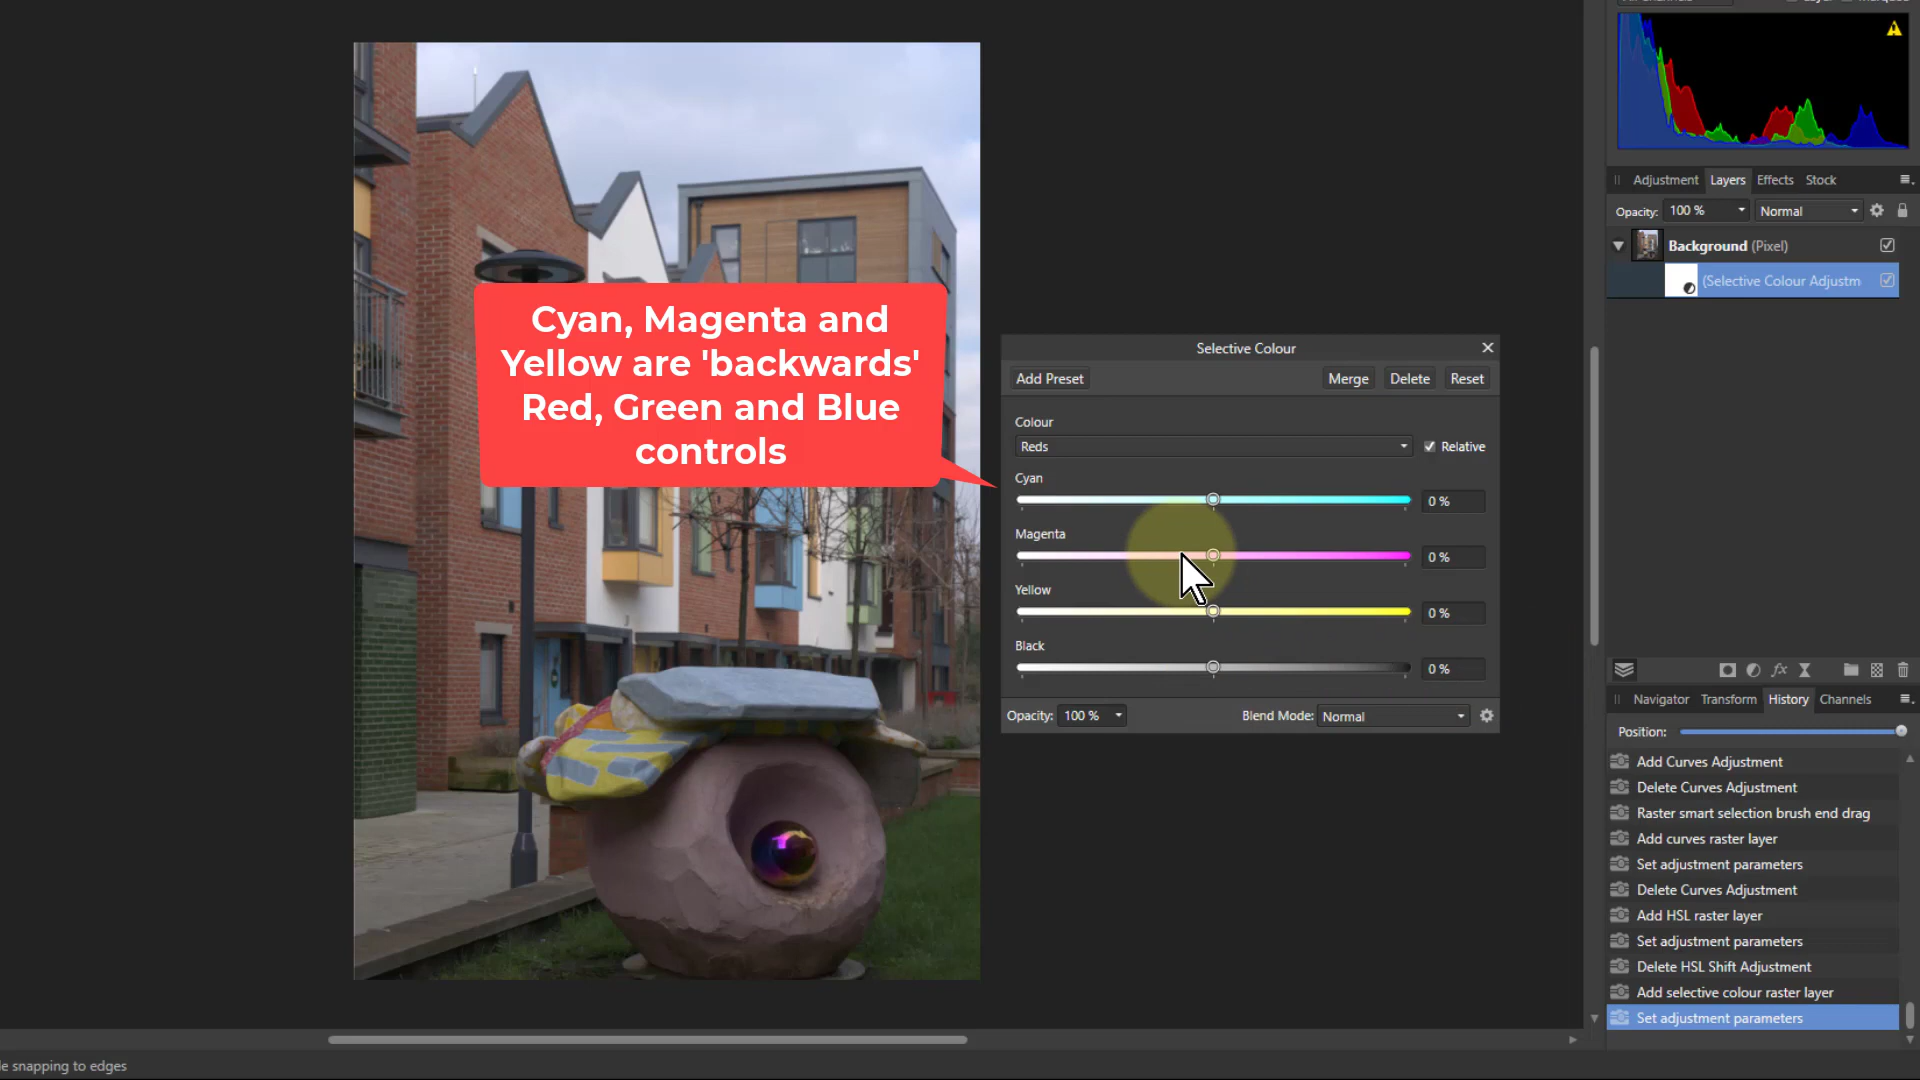 Cyan, Magenta and
Yellow are 'backwards'
Red, Green and Blue
controls
Selective Colour
Add Preset
Merge
Delete
Reset
Colour
Reds
Relative
Cyan
0 %
Magenta
0 %
Yellow
0 %
Black
0 %
Opacity: 100 %
Blend Mode: Normal
Adjustment Layers Effects Stock
Opacity: 100 % Normal
Background (Pixel)
(Selective Colour Adjustm
Navigator Transform History Channels
Position:
Add Curves Adjustment
Delete Curves Adjustment
Raster smart selection brush end drag
Add curves raster layer
Set adjustment parameters
Delete Curves Adjustment
Add HSL raster layer
Set adjustment parameters
Delete HSL Shift Adjustment
Add selective colour raster layer
Set adjustment parameters
le snapping to edges